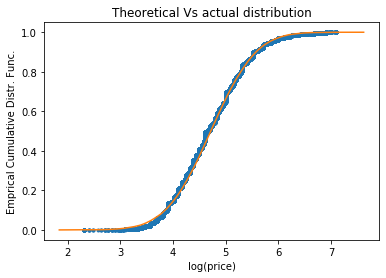 Theoretical Vs actual distribution
Emprical Cumulative Distr. Func.
1.0
0.8
0.6
0.4
0.2
0.0
2 3 4 5 6 7
log(price)